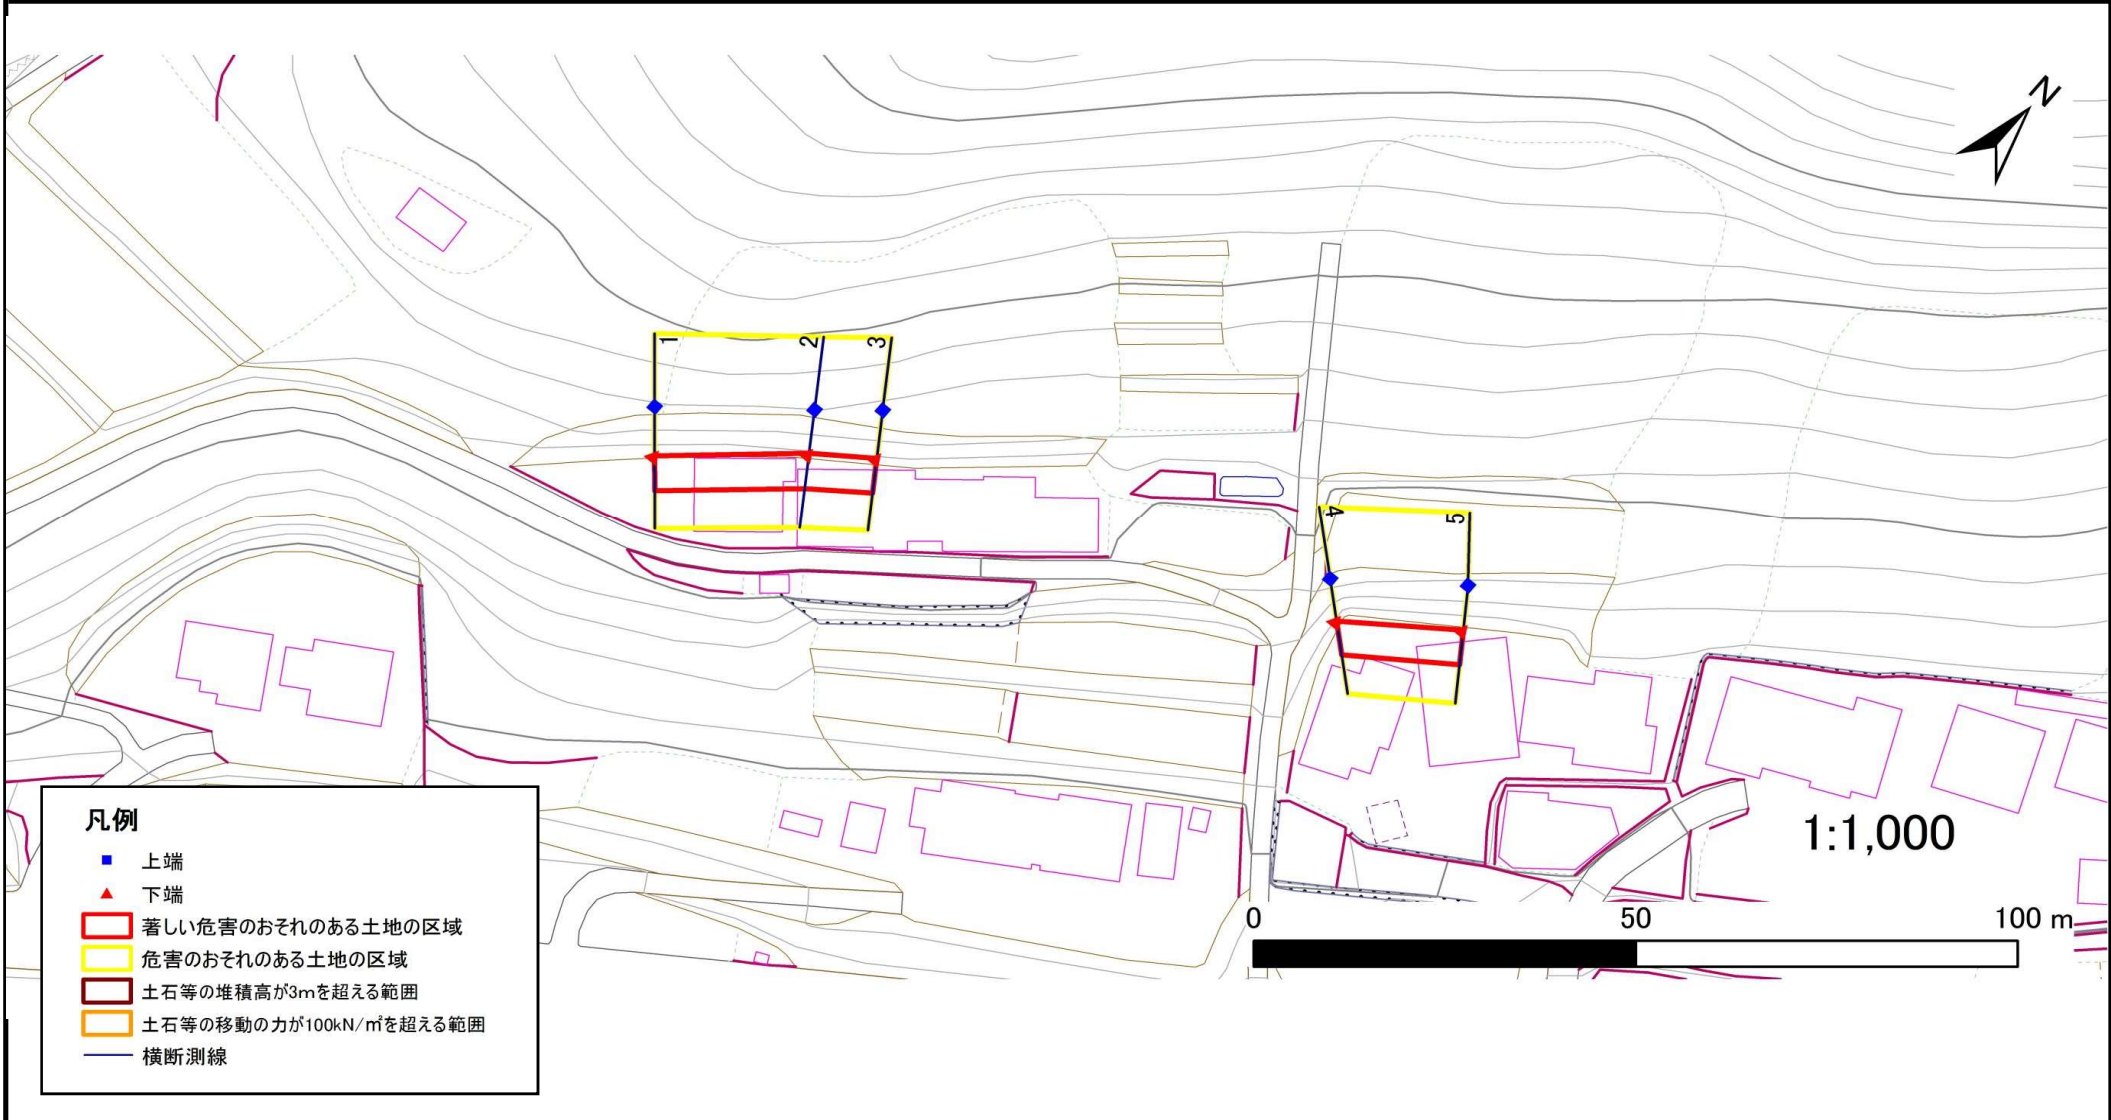 N
1
2
3
4
5
1:1,000
0 50 100 m
凡例
上端
下端
著しい危害のおそれのある土地の区域
危害のおそれのある土地の区域
土石等の堆積高が3mを超える範囲
土石等の移動の力が100kN/㎡を超える範囲
横断測線